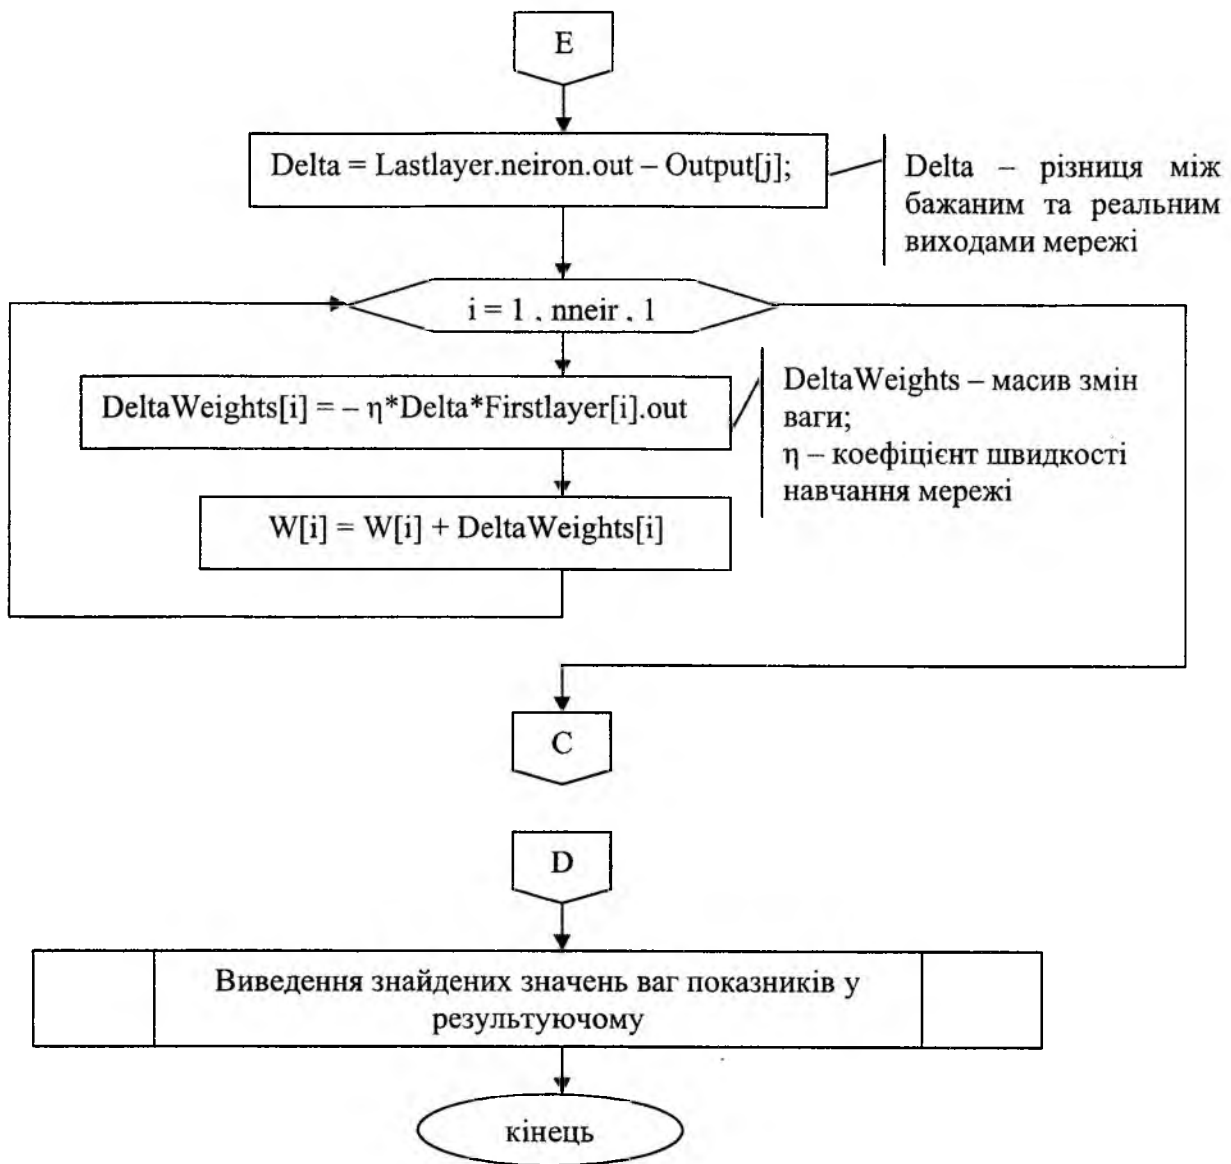 E
Delta = Lastlayer.neiron.out – Output[j];
Delta – різниця між
бажаним та реальним
виходами мережі
i = 1 , nneir , 1
DeltaWeights[i] = – η*Delta*Firstlayer[i].out
DeltaWeights – масив змін
ваги;
η – коефіцієнт швидкості
навчання мережі
W[i] = W[i] + DeltaWeights[i]
C
D
Виведення знайдених значень ваг показників у
результуючому
кінець